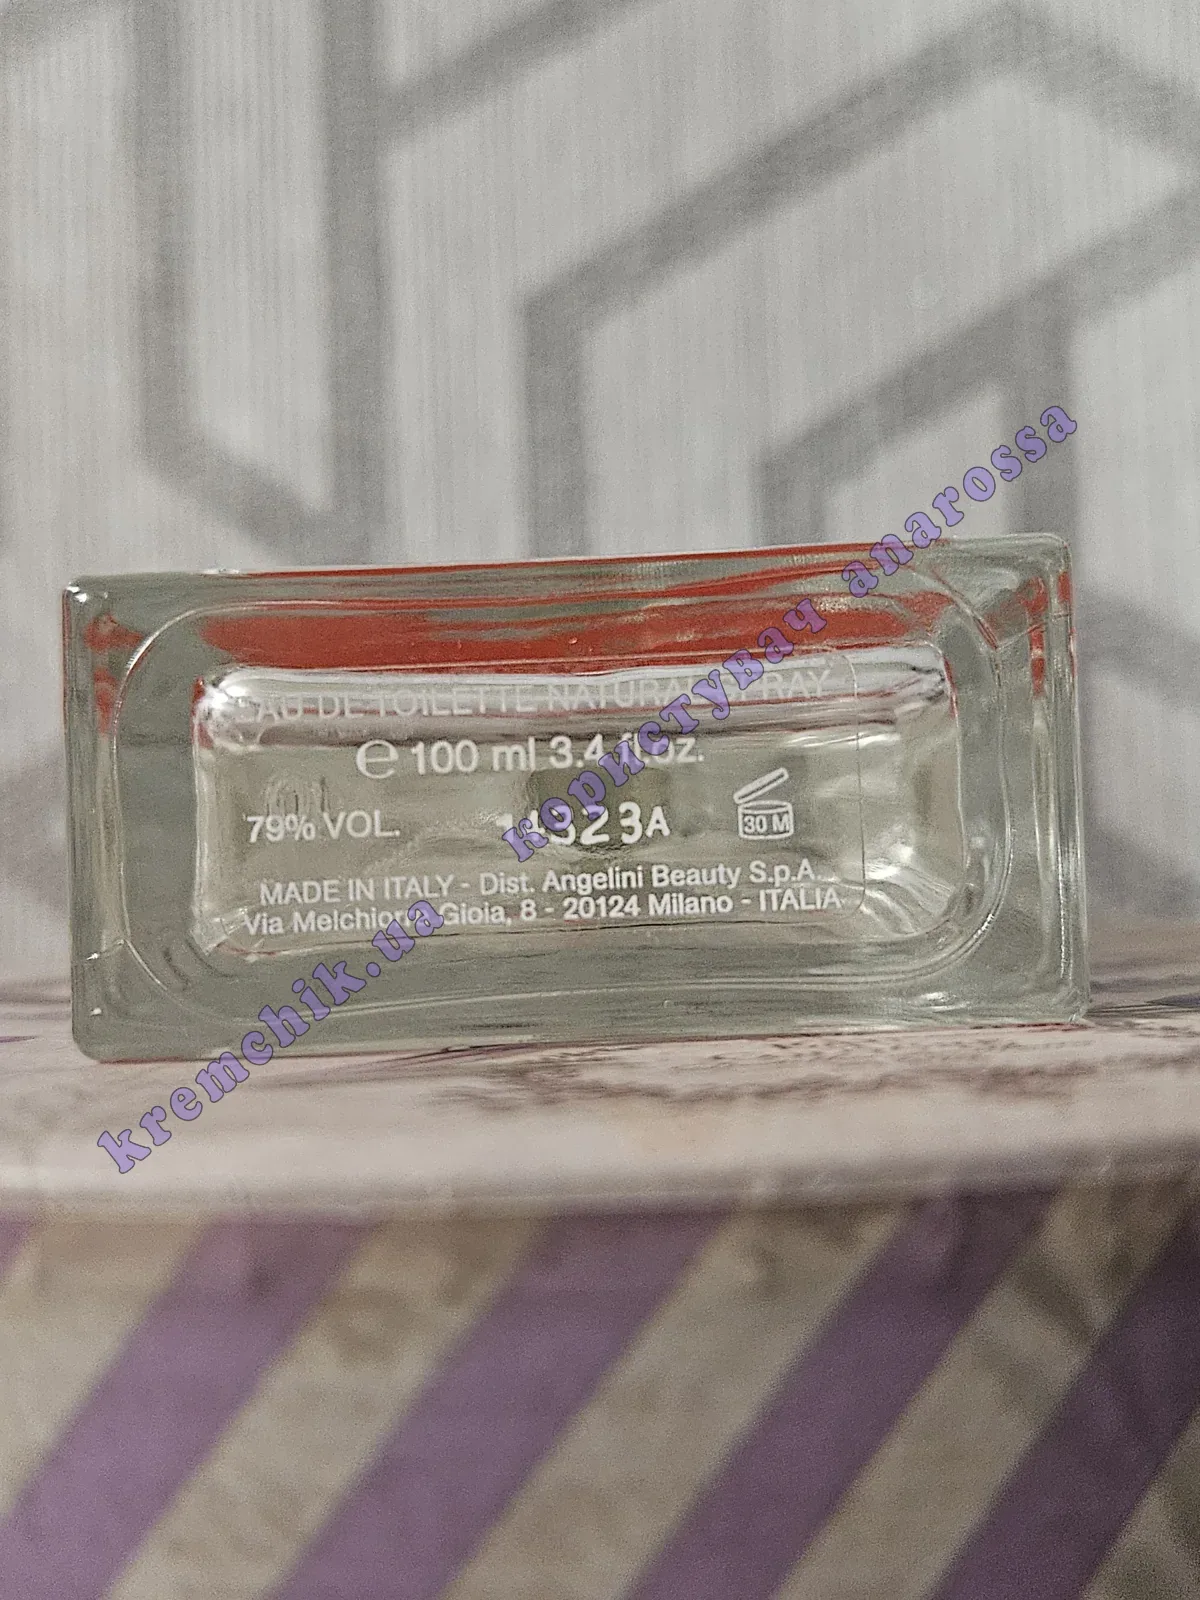 EAU DE TOILETTE NATURAL SPRAY
℮ 100 ml 3.4 fl.oz.
79% VOL.
30 M
MADE IN ITALY - Dist. Angelini Beauty S.p.A.
Via Melchiorre Gioia, 8 - 20124 Milano - ITALIA
kremchik.ua користувач anarossa